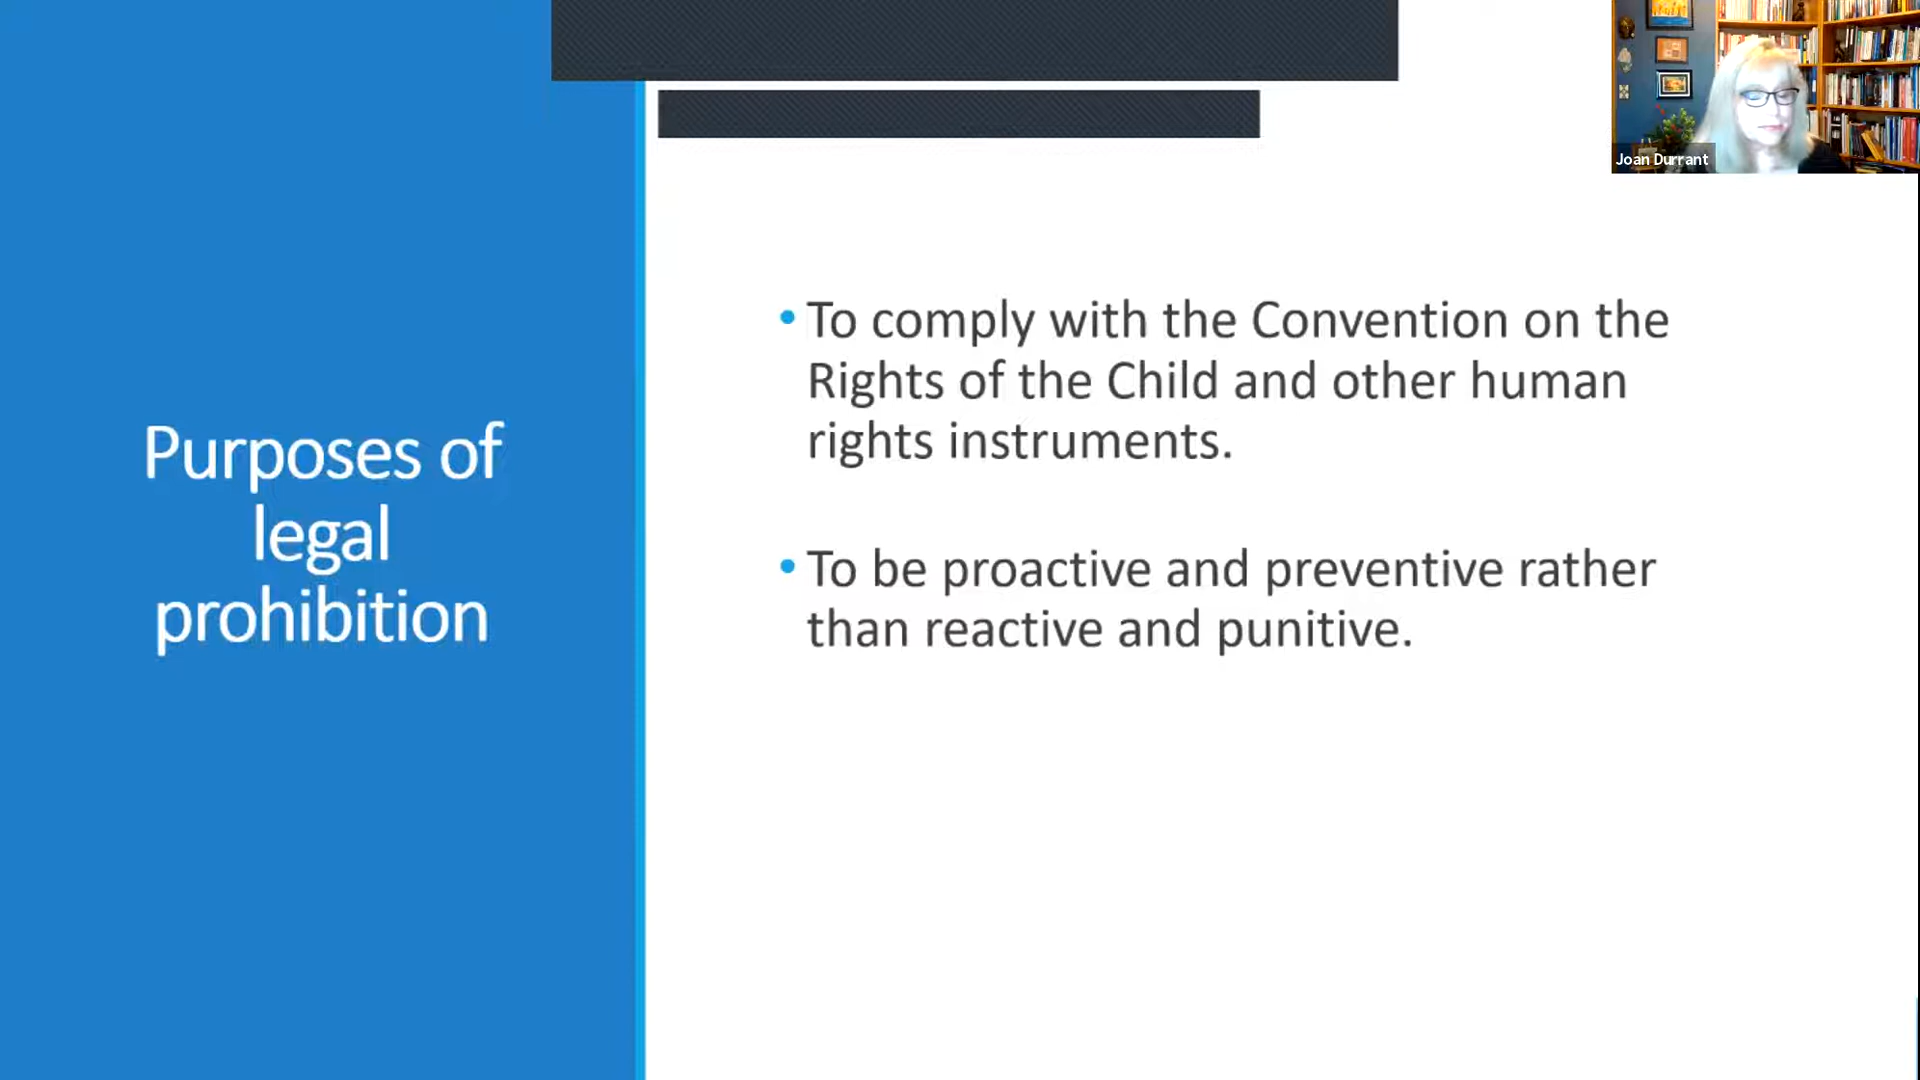 Joan Durrant
Purposes of
legal
prohibition
• To comply with the Convention on the
Rights of the Child and other human
rights instruments.
• To be proactive and preventive rather
than reactive and punitive.